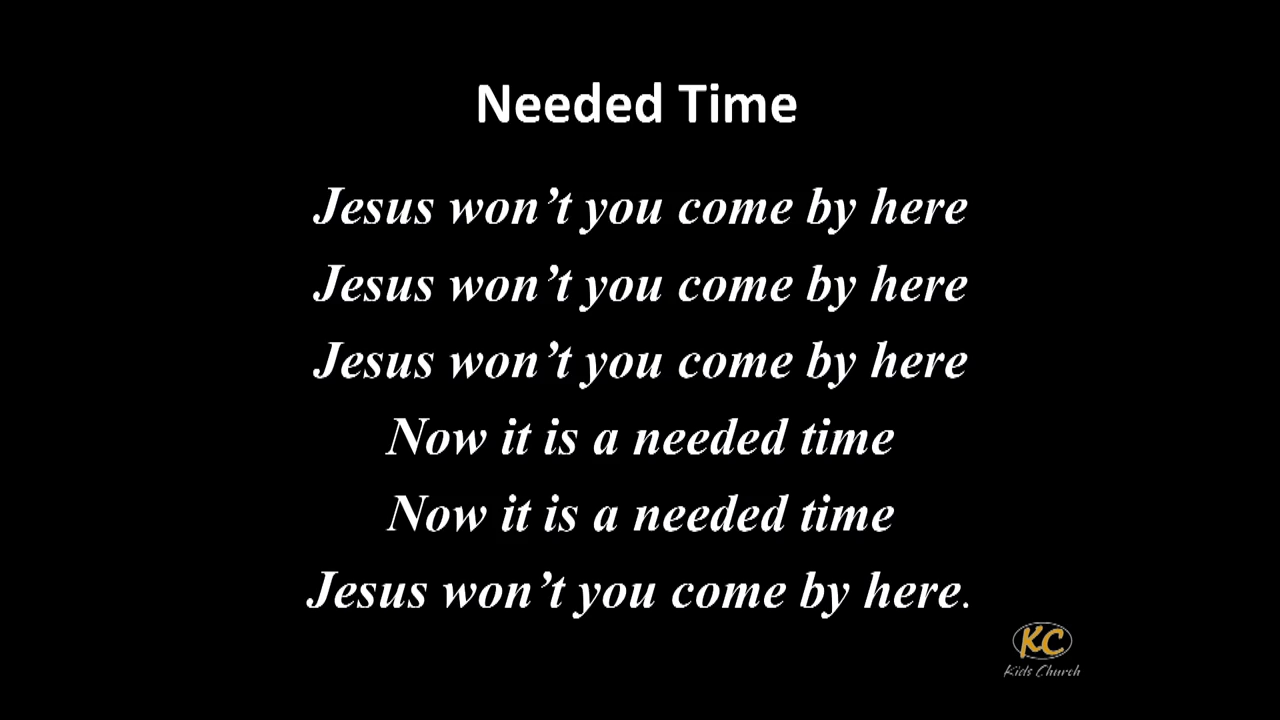 Needed Time
Jesus won’t you come by here
Jesus won’t you come by here
Jesus won’t you come by here
Now it is a needed time
Now it is a needed time
Jesus won’t you come by here.
KC
Kids Church